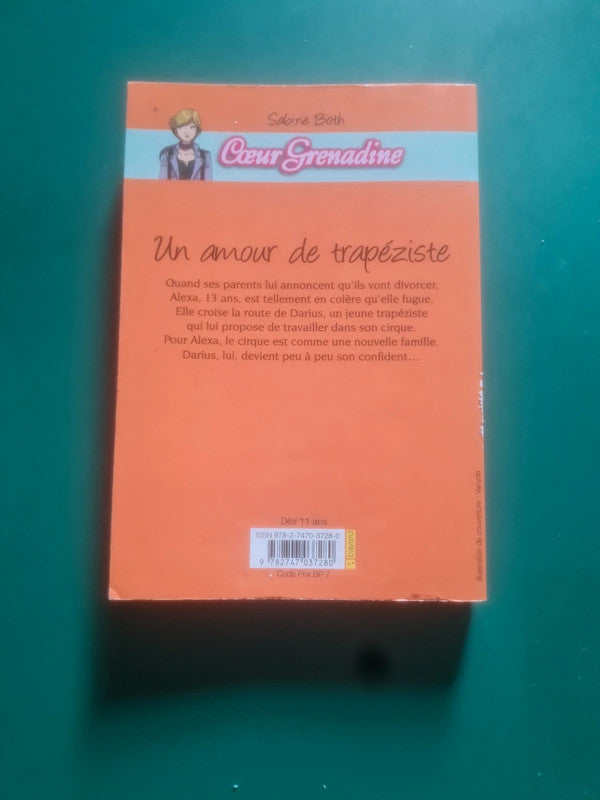 Sabine Both
Cœur Grenadine
Un amour de trapéziste
Quand ses parents lui annoncent qu'ils vont divorcer,
Alexa, 13 ans, est tellement en colère qu'elle fugue.
Elle croise la route de Darius, un jeune trapéziste
qui lui propose de travailler dans son cirque.
Pour Alexa, le cirque est comme une nouvelle famille.
Darius, lui, devient peu à peu son confident…
Dès 11 ans
ISBN 978-2-7470-3728-0
9 782747 037280
Code Prix BP 7
bayard
Illustration de couverture : Vanyda